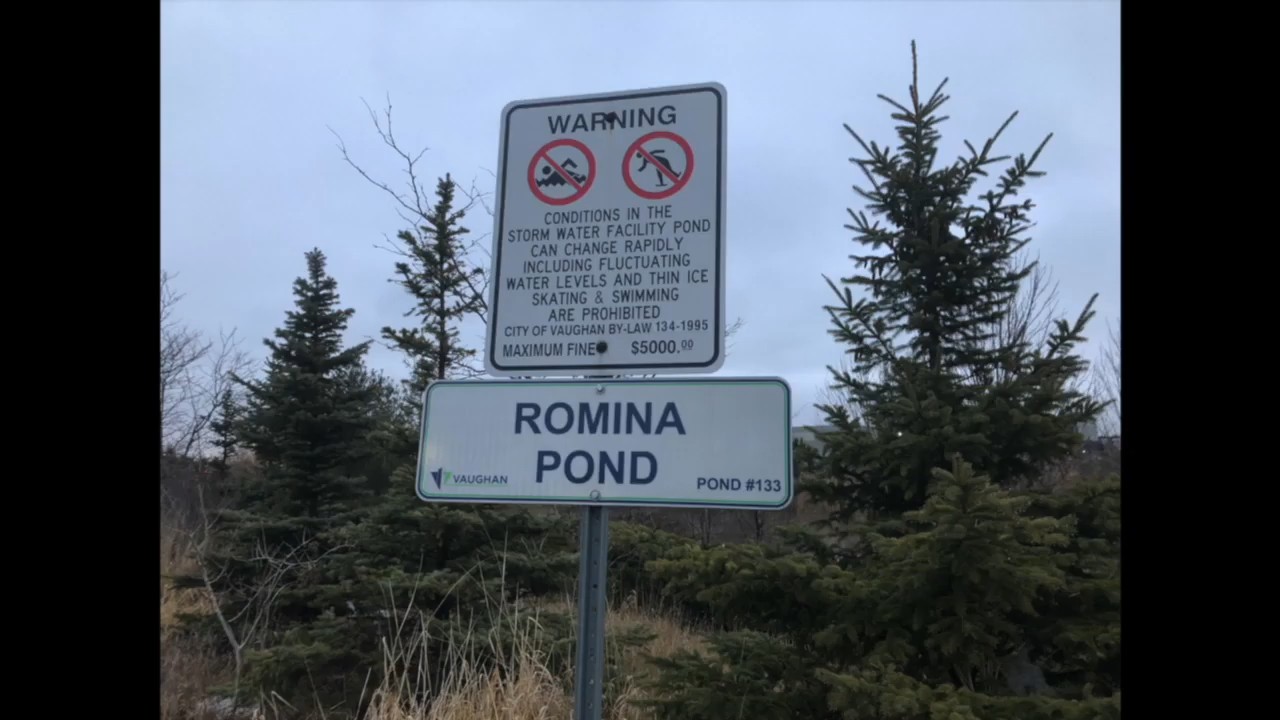 WARNING
CONDITIONS IN THE
STORM WATER FACILITY POND
CAN CHANGE RAPIDLY
INCLUDING FLUCTUATING
WATER LEVELS AND THIN ICE
SKATING & SWIMMING
ARE PROHIBITED
CITY OF VAUGHAN BY-LAW 134-1995
MAXIMUM FINE $5000.00
ROMINA
POND
VAUGHAN
POND #133